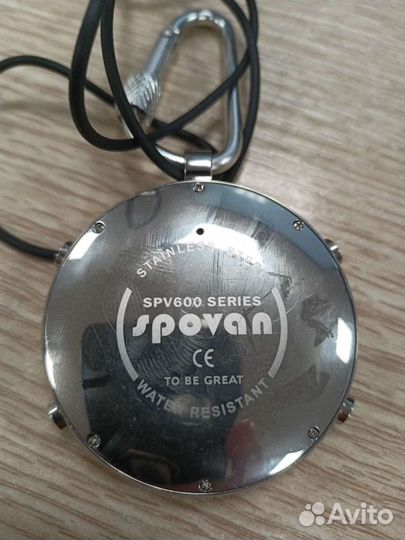 STAINLESS STEEL
SPV600 SERIES
spovan
CE
TO BE GREAT
WATER RESISTANT
Avito